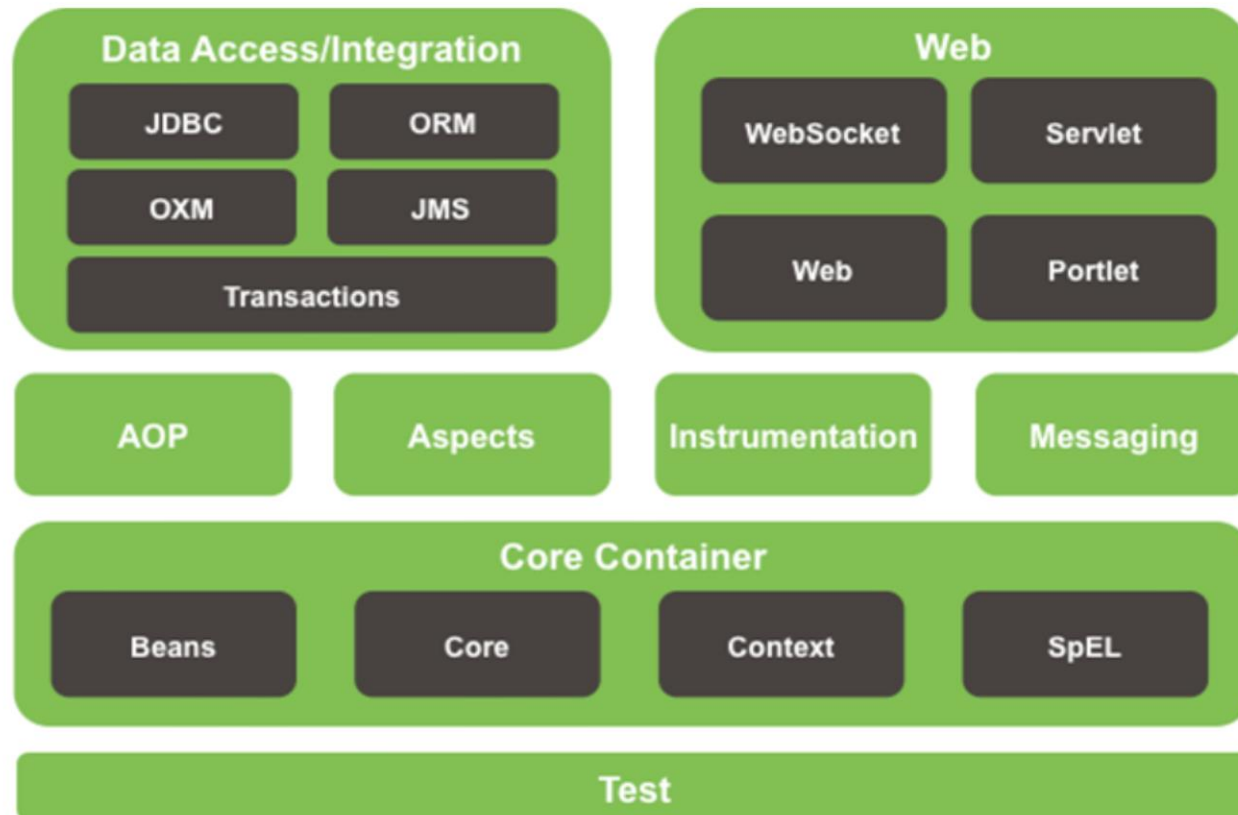 Data Access/Integration
JDBC
ORM
OXM
JMS
Transactions
Web
WebSocket
Servlet
Web
Portlet
AOP
Aspects
Instrumentation
Messaging
Core Container
Beans
Core
Context
SpEL
Test